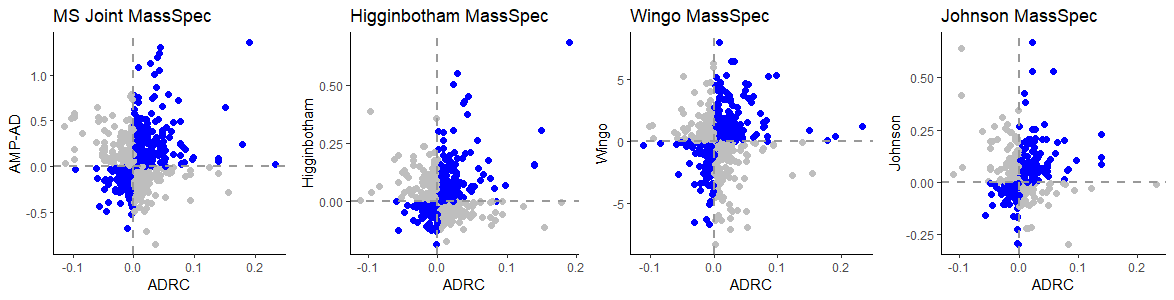 MS Joint MassSpec
AMP-AD
1.0
0.5
0.0
-0.5
-0.1 0.0 0.1 0.2
ADRC
Higginbotham MassSpec
Higginbotham
0.50
0.25
0.00
-0.1 0.0 0.1 0.2
ADRC
Wingo MassSpec
Wingo
5
0
-5
-0.1 0.0 0.1 0.2
ADRC
Johnson MassSpec
Johnson
0.50
0.25
0.00
-0.25
-0.1 0.0 0.1 0.2
ADRC